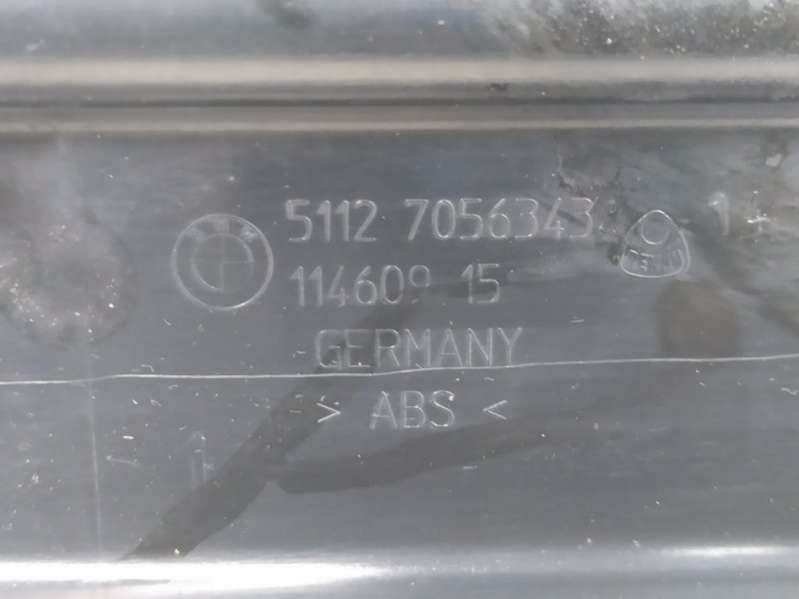 5112 7056343
114609 15
GERMANY
> ABS <